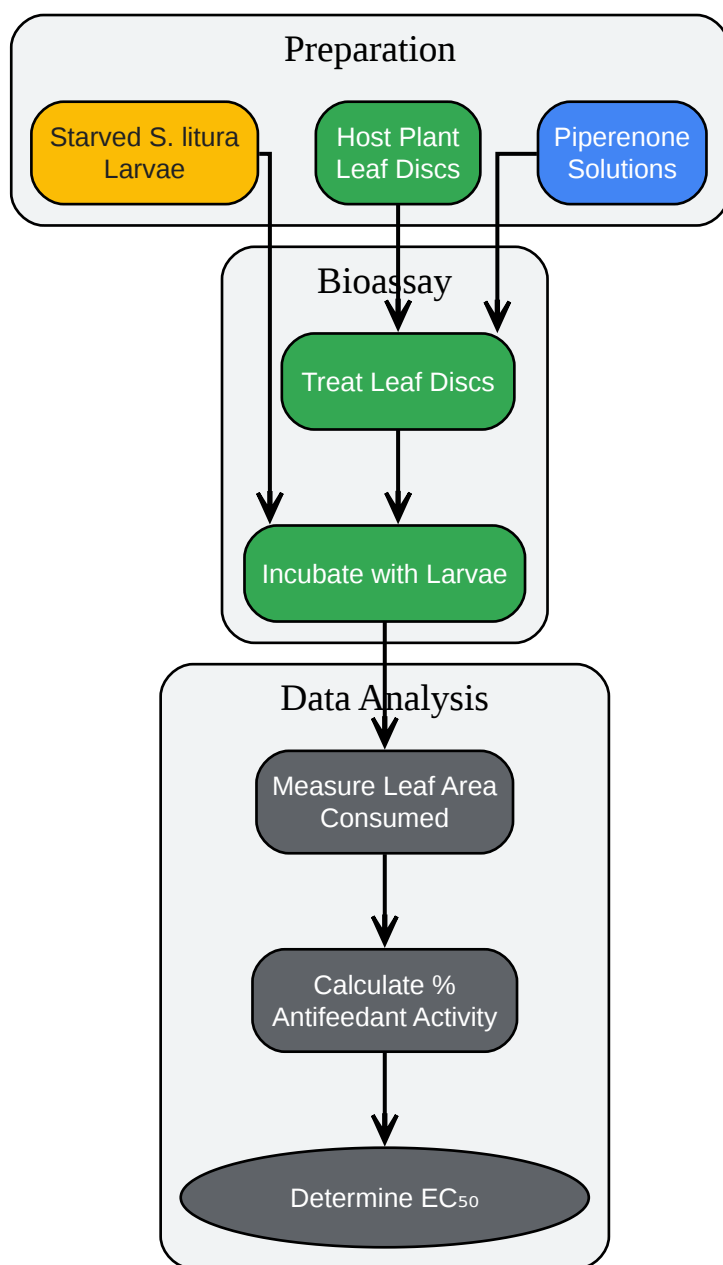 Preparation
Starved S. litura
Larvae
Host Plant
Leaf Discs
Piperenone
Solutions
Bioassay
Treat Leaf Discs
Incubate with Larvae
Data Analysis
Measure Leaf Area
Consumed
Calculate %
Antifeedant Activity
Determine EC₅₀